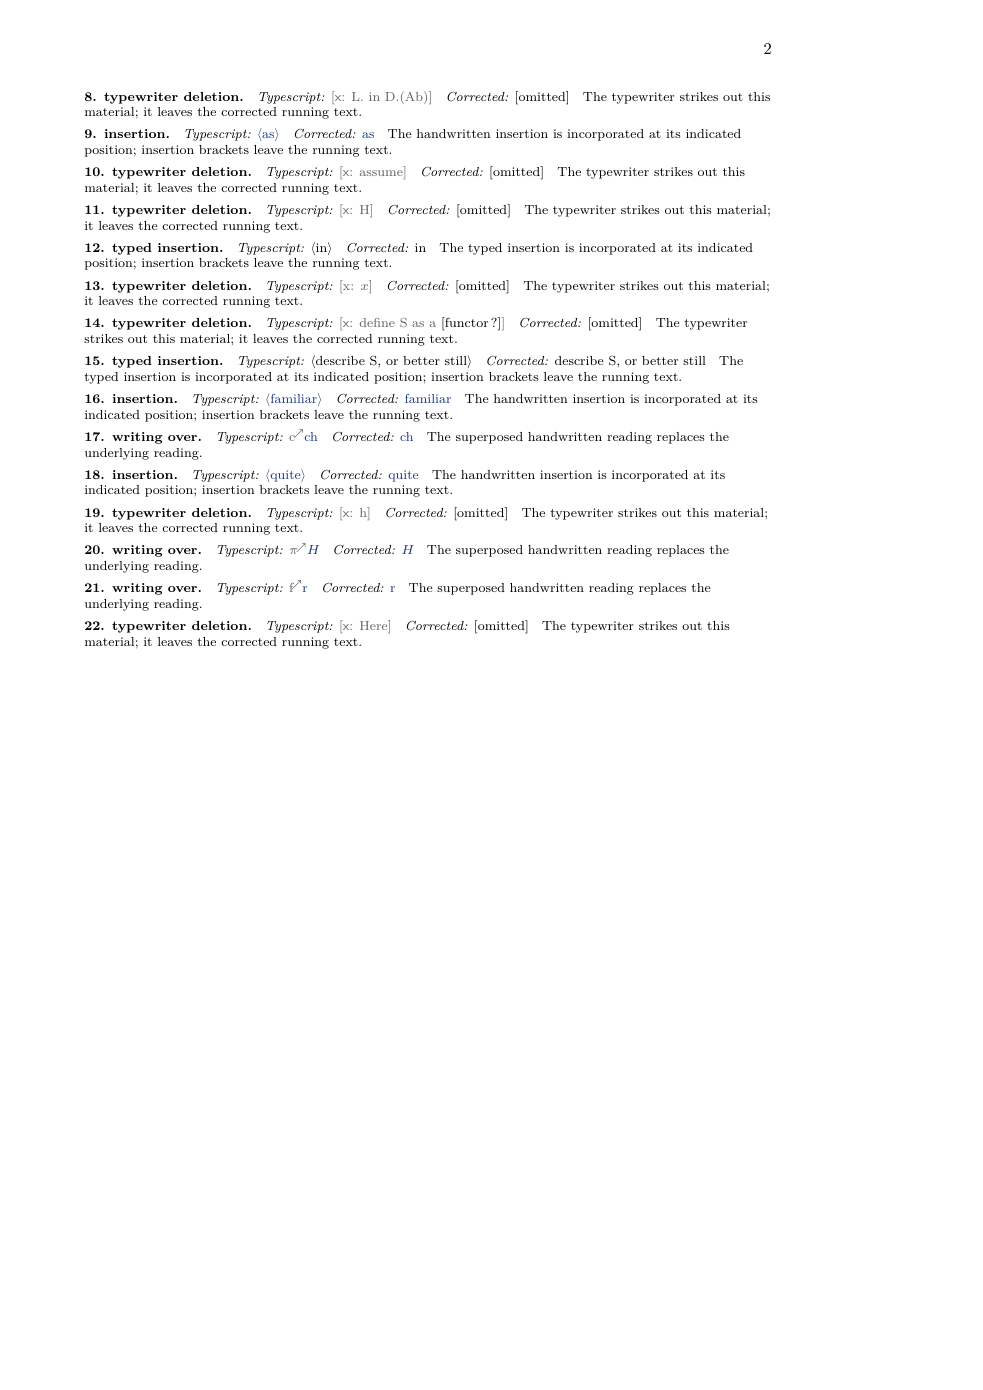 2
8. typewriter deletion. Typescript: [x: L. in D.(Ab)] Corrected: [omitted] The typewriter strikes out this
material; it leaves the corrected running text.
9. insertion. Typescript: ⟨as⟩ Corrected: as The handwritten insertion is incorporated at its indicated
position; insertion brackets leave the running text.
10. typewriter deletion. Typescript: [x: assume] Corrected: [omitted] The typewriter strikes out this
material; it leaves the corrected running text.
11. typewriter deletion. Typescript: [x: H] Corrected: [omitted] The typewriter strikes out this material;
it leaves the corrected running text.
12. typed insertion. Typescript: ⟨in⟩ Corrected: in The typed insertion is incorporated at its indicated
position; insertion brackets leave the running text.
13. typewriter deletion. Typescript: [x: x] Corrected: [omitted] The typewriter strikes out this material;
it leaves the corrected running text.
14. typewriter deletion. Typescript: [x: define S as a [functor?]] Corrected: [omitted] The typewriter
strikes out this material; it leaves the corrected running text.
15. typed insertion. Typescript: ⟨describe S, or better still⟩ Corrected: describe S, or better still The
typed insertion is incorporated at its indicated position; insertion brackets leave the running text.
16. insertion. Typescript: ⟨familiar⟩ Corrected: familiar The handwritten insertion is incorporated at its
indicated position; insertion brackets leave the running text.
17. writing over. Typescript: c↗ch Corrected: ch The superposed handwritten reading replaces the
underlying reading.
18. insertion. Typescript: ⟨quite⟩ Corrected: quite The handwritten insertion is incorporated at its
indicated position; insertion brackets leave the running text.
19. typewriter deletion. Typescript: [x: h] Corrected: [omitted] The typewriter strikes out this material;
it leaves the corrected running text.
20. writing over. Typescript: π↗H Corrected: H The superposed handwritten reading replaces the
underlying reading.
21. writing over. Typescript: f↗r Corrected: r The superposed handwritten reading replaces the
underlying reading.
22. typewriter deletion. Typescript: [x: Here] Corrected: [omitted] The typewriter strikes out this
material; it leaves the corrected running text.